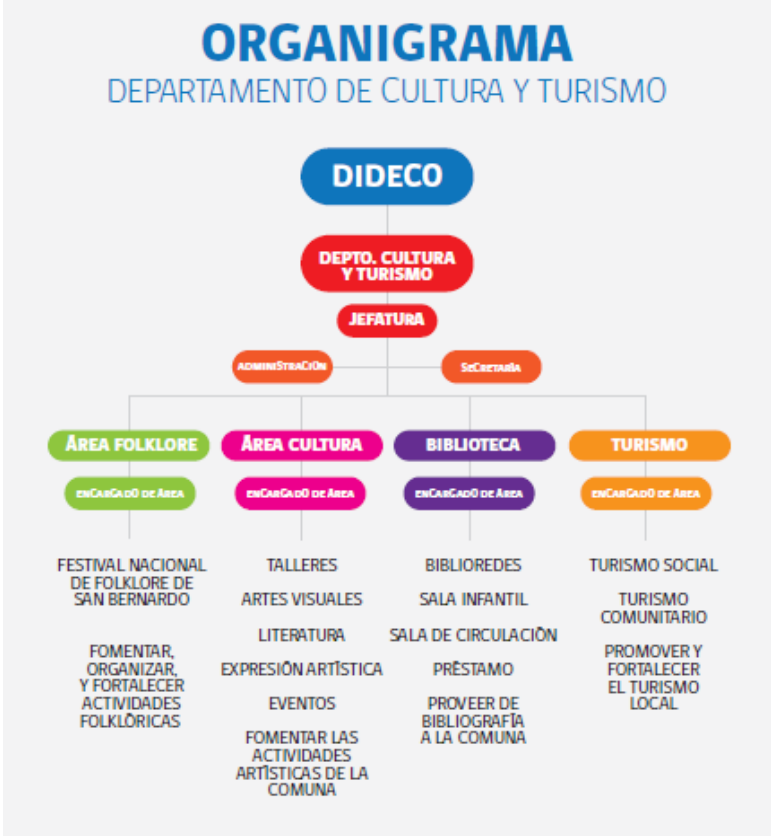 ORGANIGRAMA
DEPARTAMENTO DE CULTURA Y TURISMO
DIDECO
DEPTO. CULTURA
Y TURISMO
JEFATURA
ADMINISTRACIÓN
SECRETARÍA
ÁREA FOLKLORE
ENCARGADO DE ÁREA
FESTIVAL NACIONAL
DE FOLKLORE DE
SAN BERNARDO
FOMENTAR,
ORGANIZAR,
Y FORTALECER
ACTIVIDADES
FOLKLÓRICAS
ÁREA CULTURA
ENCARGADO DE ÁREA
TALLERES
ARTES VISUALES
LITERATURA
EXPRESIÓN ARTÍSTICA
EVENTOS
FOMENTAR LAS
ACTIVIDADES
ARTÍSTICAS DE LA
COMUNA
BIBLIOTECA
ENCARGADO DE ÁREA
BIBLIOREDES
SALA INFANTIL
SALA DE CIRCULACIÓN
PRÉSTAMO
PROVEER DE
BIBLIOGRAFÍA
A LA COMUNA
TURISMO
ENCARGADO DE ÁREA
TURISMO SOCIAL
TURISMO
COMUNITARIO
PROMOVER Y
FORTALECER
EL TURISMO
LOCAL